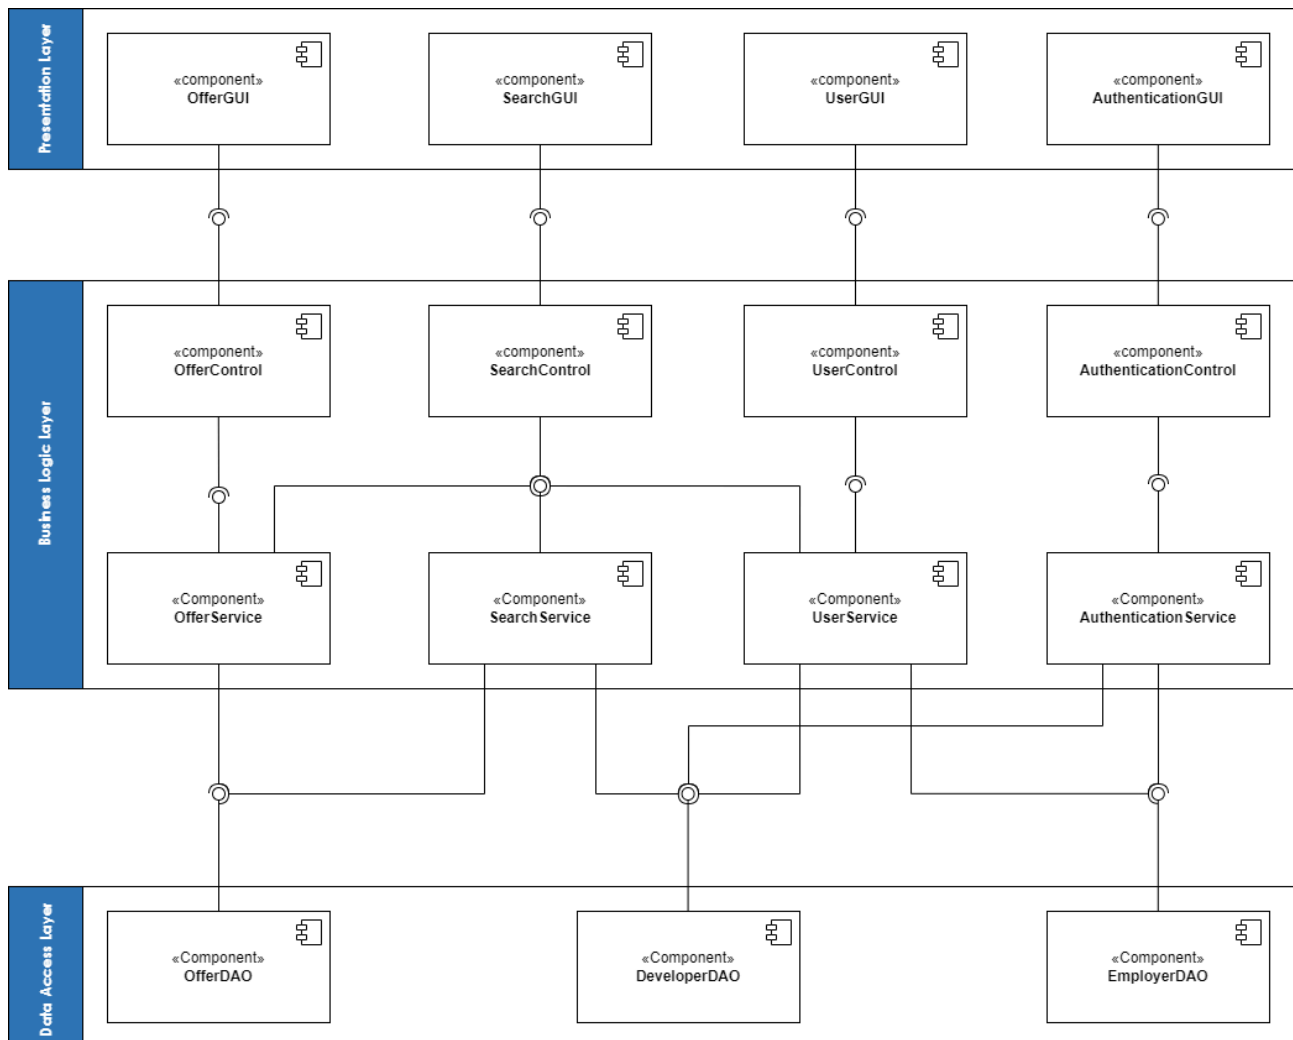 Presentation Layer
«component»
OfferGUI
«component»
SearchGUI
«component»
UserGUI
«component»
AuthenticationGUI
Business Logic Layer
«component»
OfferControl
«component»
SearchControl
«component»
UserControl
«component»
AuthenticationControl
«Component»
OfferService
«Component»
SearchService
«Component»
UserService
«Component»
AuthenticationService
Data Access Layer
«Component»
OfferDAO
«Component»
DeveloperDAO
«Component»
EmployerDAO